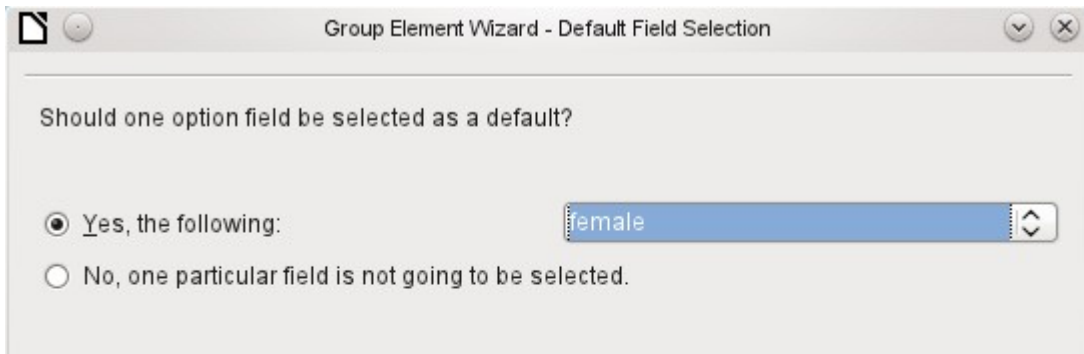 Group Element Wizard - Default Field Selection
Should one option field be selected as a default?
Yes, the following:
female
No, one particular field is not going to be selected.